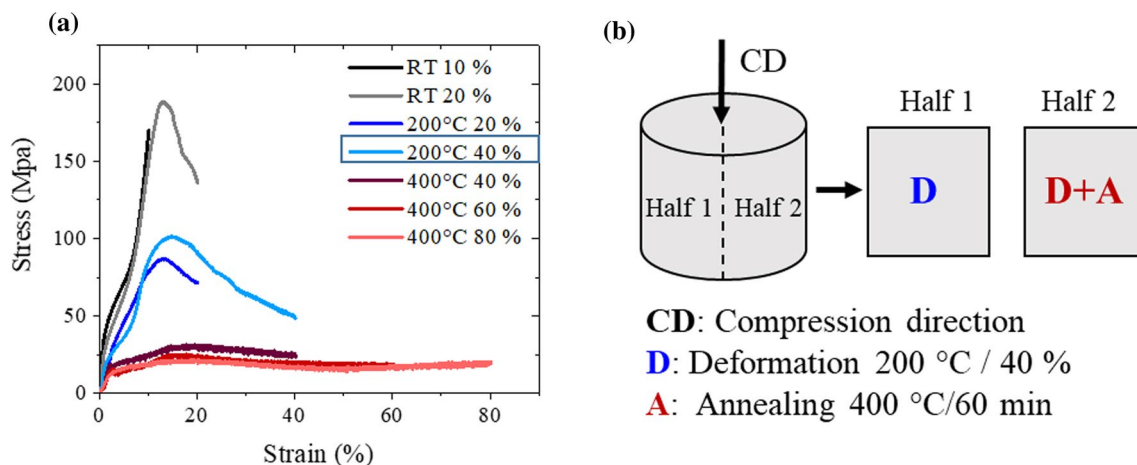 (a)
Stress (Mpa)
200
150
100
50
0
0 20 40 60 80
Strain (%)
RT 10 %
RT 20 %
200°C 20 %
200°C 40 %
400°C 40 %
400°C 60 %
400°C 80 %
(b)
CD
Half 1 Half 2
Half 1
D
Half 2
D+A
CD: Compression direction
D: Deformation 200 °C / 40 %
A: Annealing 400 °C/60 min